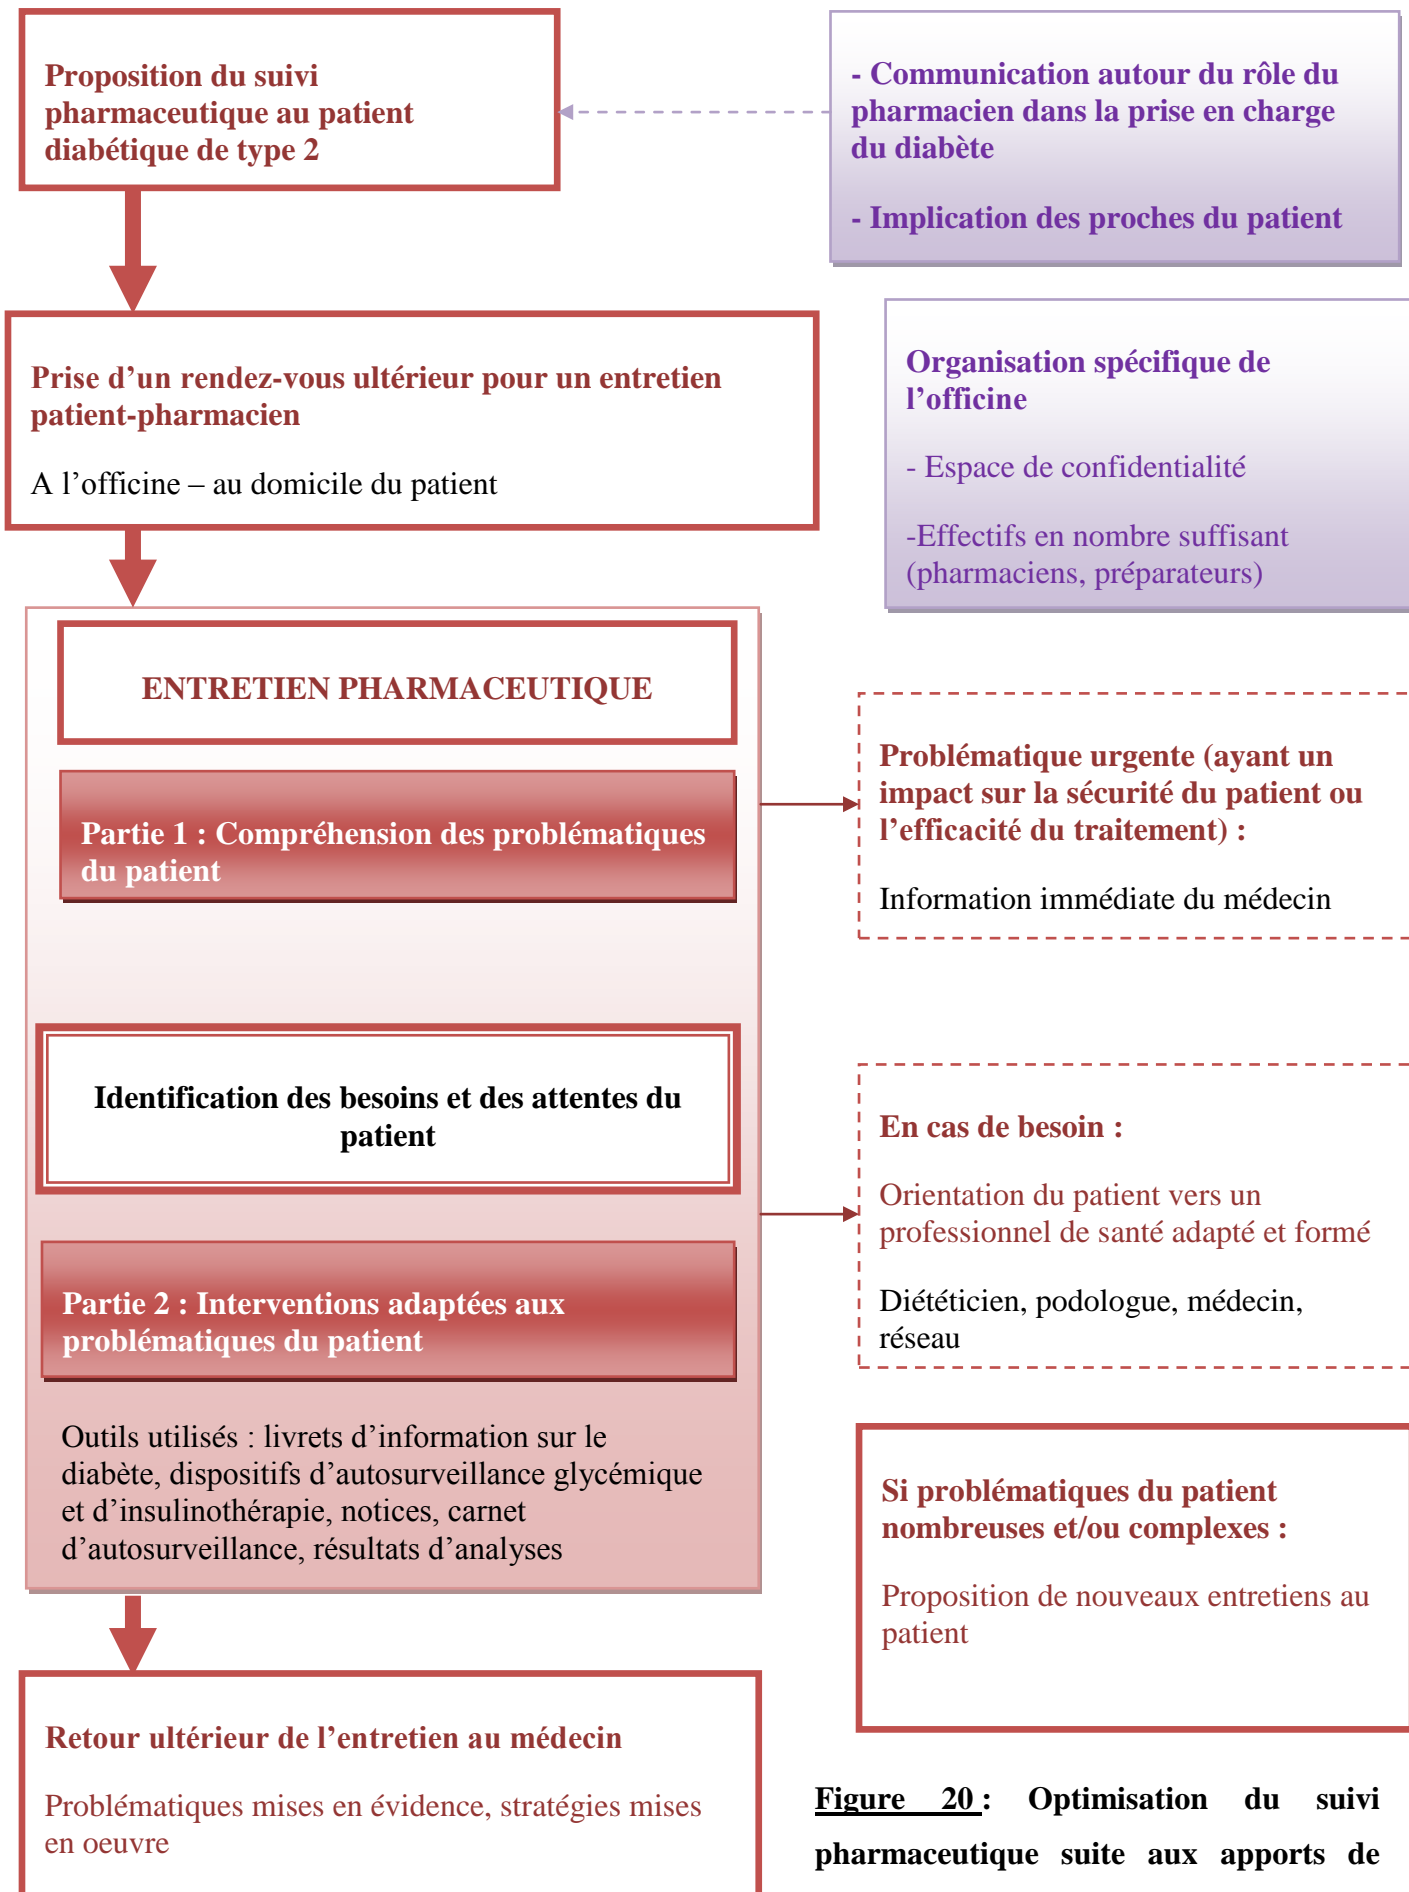 Proposition du suivi
pharmaceutique au patient
diabétique de type 2
- Communication autour du rôle du
pharmacien dans la prise en charge
du diabète
- Implication des proches du patient
Prise d’un rendez-vous ultérieur pour un entretien
patient-pharmacien
A l’officine – au domicile du patient
Organisation spécifique de
l’officine
- Espace de confidentialité
-Effectifs en nombre suffisant
(pharmaciens, préparateurs)
ENTRETIEN PHARMACEUTIQUE
Partie 1 : Compréhension des problématiques
du patient
Problématique urgente (ayant un
impact sur la sécurité du patient ou
l’efficacité du traitement) :
Information immédiate du médecin
Identification des besoins et des attentes du
patient
En cas de besoin :
Orientation du patient vers un
professionnel de santé adapté et formé
Diététicien, podologue, médecin,
réseau
Partie 2 : Interventions adaptées aux
problématiques du patient
Outils utilisés : livrets d’information sur le
diabète, dispositifs d’autosurveillance glycémique
et d’insulinothérapie, notices, carnet
d’autosurveillance, résultats d’analyses
Si problématiques du patient
nombreuses et/ou complexes :
Proposition de nouveaux entretiens au
patient
Retour ultérieur de l’entretien au médecin
Problématiques mises en évidence, stratégies mises
en oeuvre
Figure 20 : Optimisation du suivi
pharmaceutique suite aux apports de